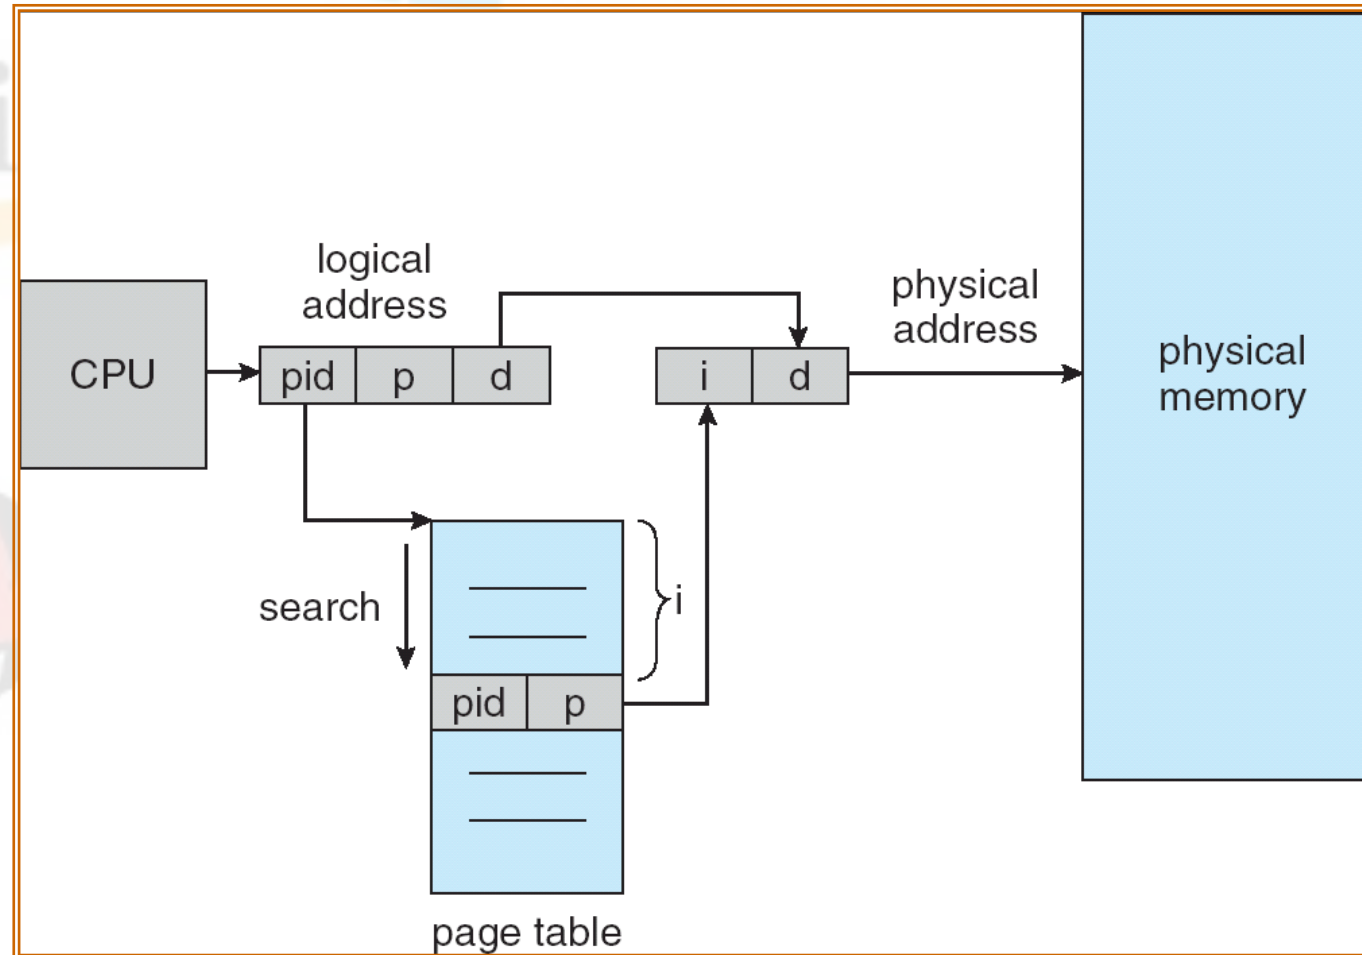 logical
address
physical
address
CPU
pid p d
i d
physical
memory
search
i
pid p
page table